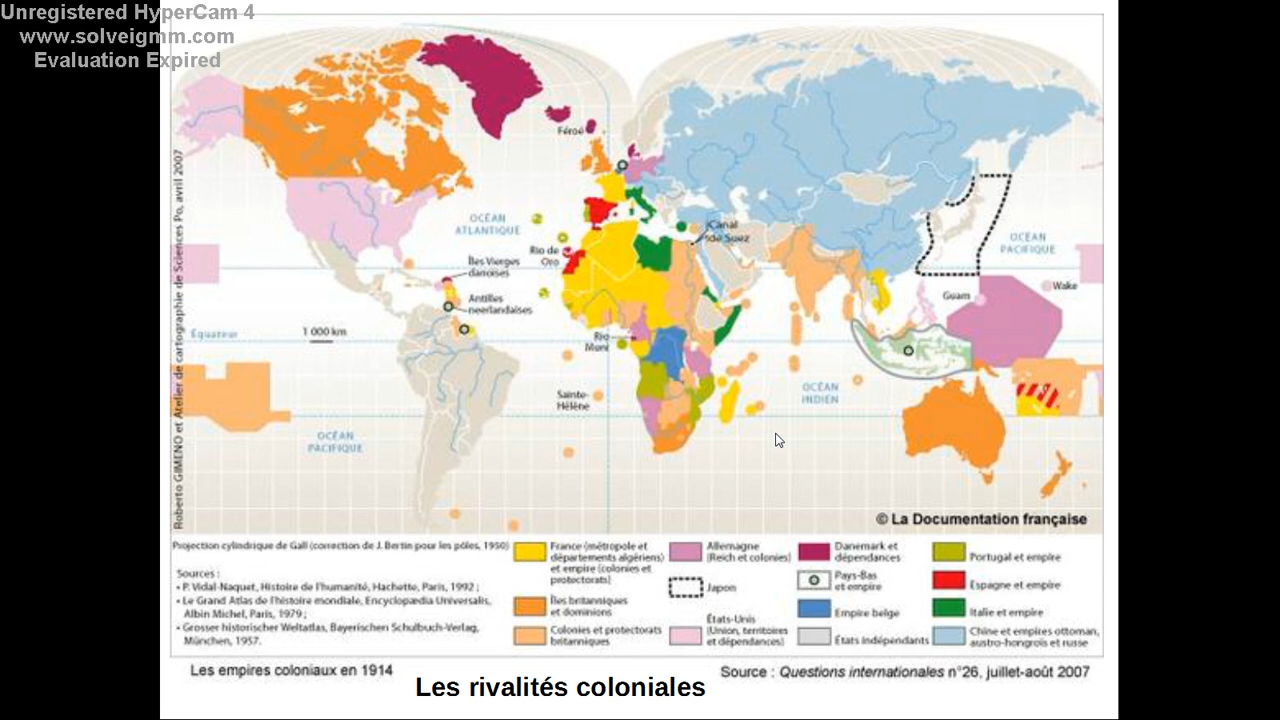 Unregistered HyperCam 4
www.solveigmm.com
Evaluation Expired
Féroé
OCÉAN
ATLANTIQUE
Canal
de Suez
Rio de
Oro
Îles Vierges
danoises
Antilles
neerlandaises
OCÉAN
PACIFIQUE
Guam
Wake
Équateur
1 000 km
Rio
Muni
Sainte-
Hélène
OCÉAN
INDIEN
OCÉAN
PACIFIQUE
Roberto GIMENO et Atelier de cartographie de Sciences Po, avril 2007
© La Documentation française
Projection cylindrique de Gall (correction de J. Bertin pour les pôles, 1950)
Sources :
• P. Vidal-Naquet, Histoire de l'humanité, Hachette, Paris, 1992 ;
• Le Grand Atlas de l'histoire mondiale, Encyclopædia Universalis,
Albin Michel, Paris, 1979 ;
• Grosser historischer Weltatlas, Bayerischen Schulbuch-Verlag,
München, 1957.
France (métropole et
départements algériens)
et empire (colonies et
protectorats)
Îles britanniques
et dominions
Colonies et protectorats
britanniques
Allemagne
(Reich et colonies)
Japon
États-Unis
(Union, territoires
et dépendances)
Danemark et
dépendances
Pays-Bas
et empire
Empire belge
États indépendants
Portugal et empire
Espagne et empire
Italie et empire
Chine et empires ottoman,
austro-hongrois et russe
Les empires coloniaux en 1914
Source : Questions internationales n°26, juillet-août 2007
Les rivalités coloniales